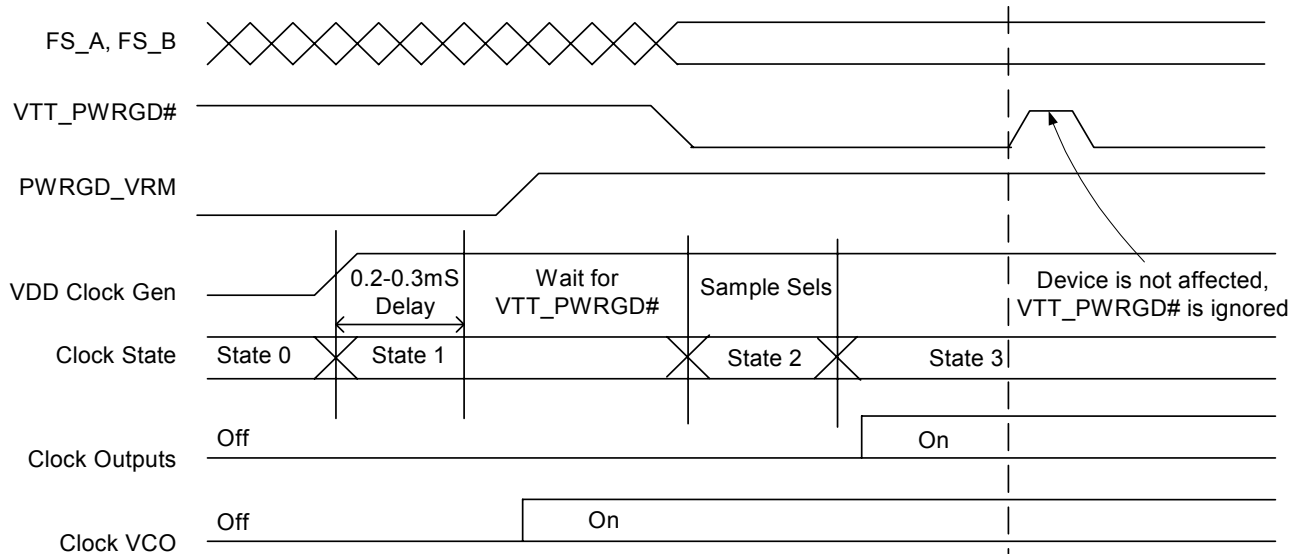 FS_A, FS_B
VTT_PWRGD#
PWRGD_VRM
VDD Clock Gen
0.2-0.3mS
Delay
Wait for
VTT_PWRGD#
Sample Sels
Device is not affected,
VTT_PWRGD# is ignored
Clock State
State 0
State 1
State 2
State 3
Clock Outputs
Off
On
Clock VCO
Off
On